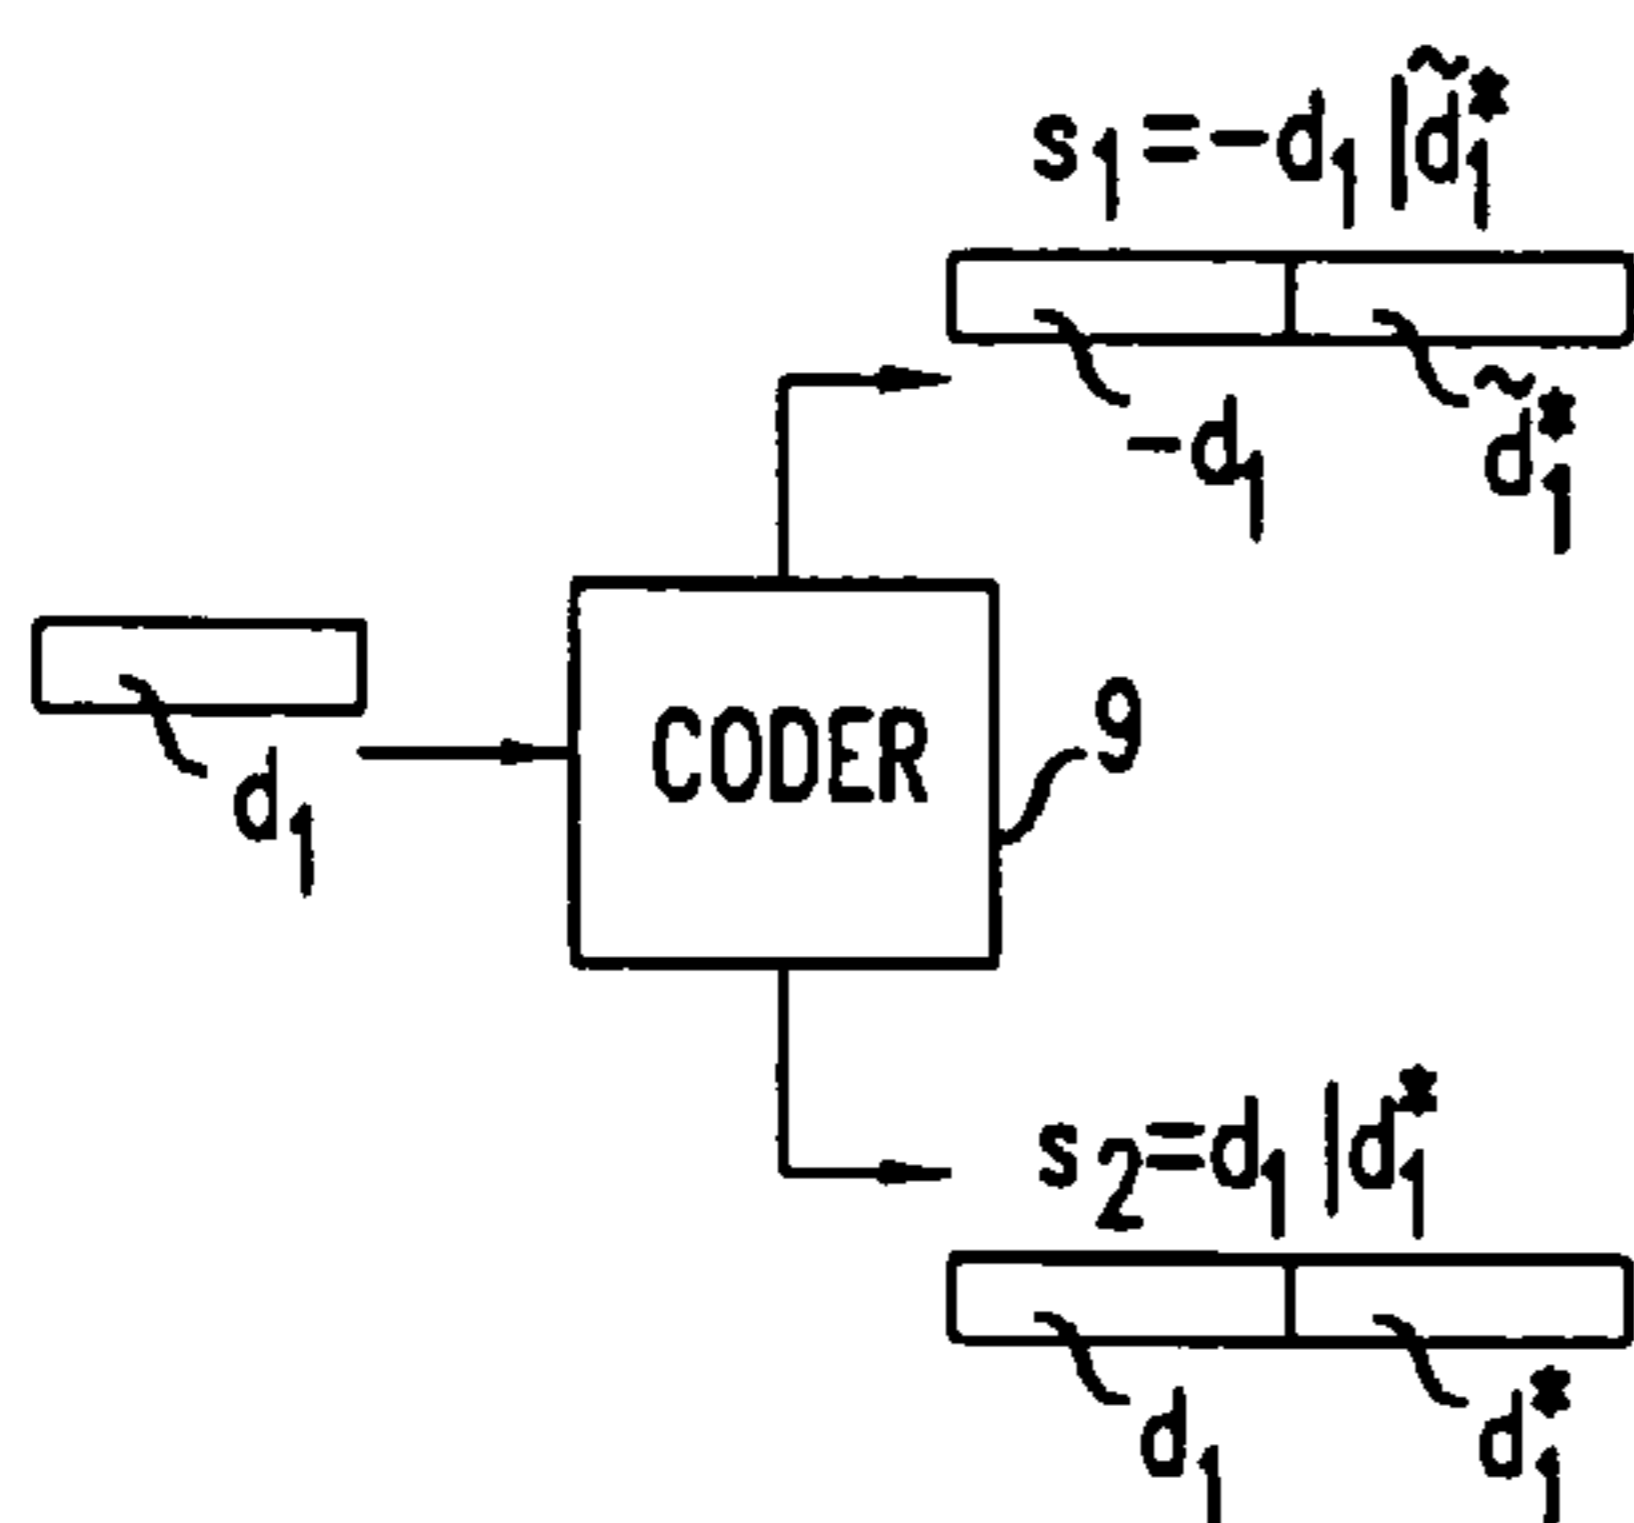 s₁=-d₁|d̃₁*
-d₁ d̃₁*
d₁
CODER
9
s₂=d₁|d₁*
d₁ d₁*